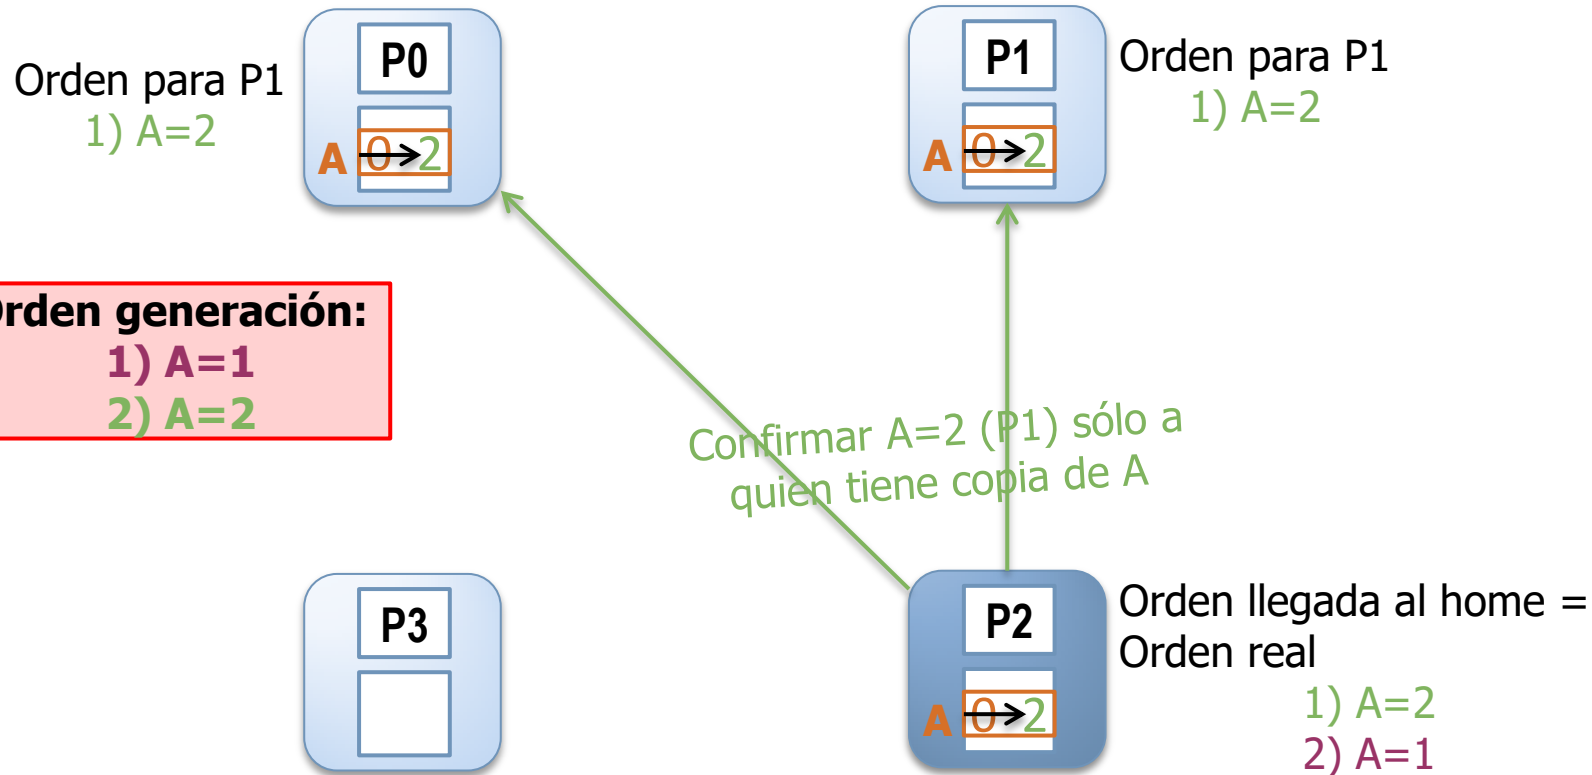 P0
Orden para P1
1) A=2
A 0 2
P1
Orden para P1
1) A=2
A 0 2
rden generación:
1) A=1
2) A=2
Confirmar A=2 (P1) sólo a
quien tiene copia de A
P3
P2
A 0 2
Orden llegada al home =
Orden real
1) A=2
2) A=1